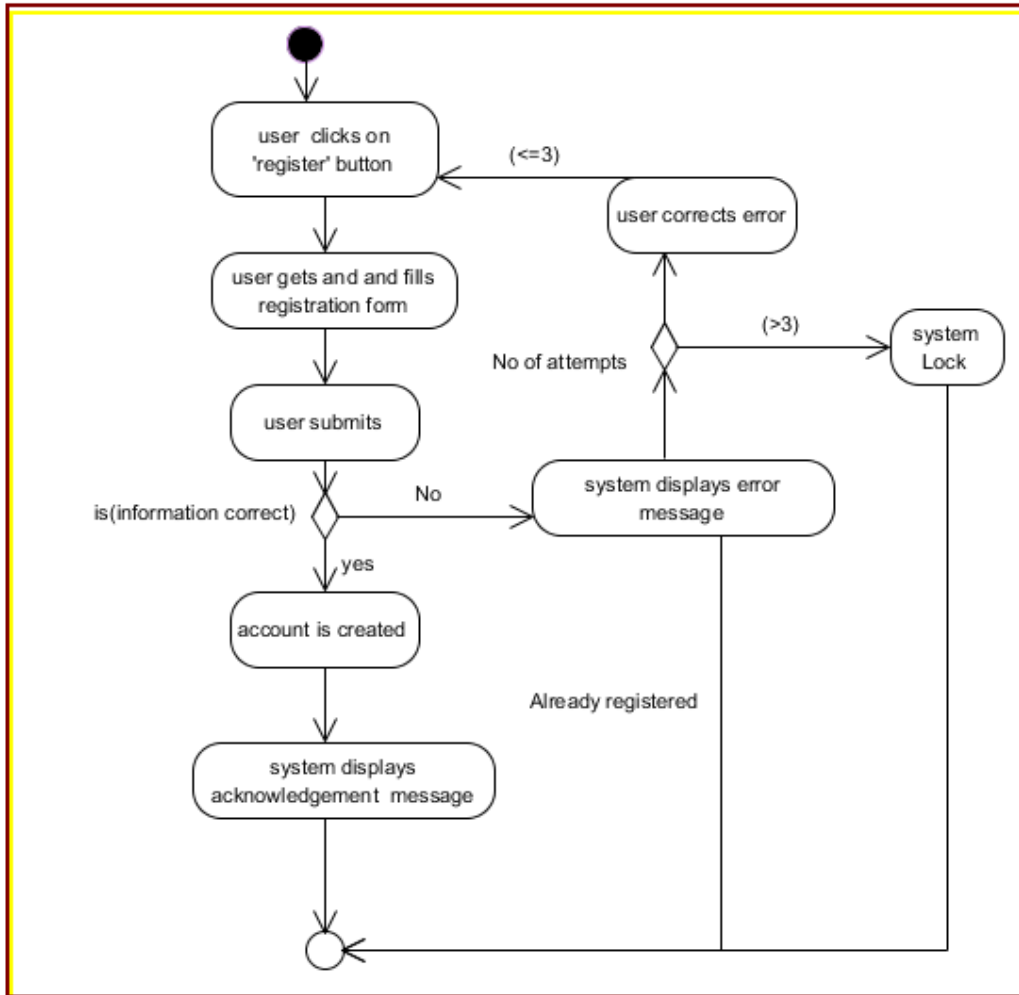 user clicks on
'register' button
(<=3)
user corrects error
user gets and and fills
registration form
(>3)
system
Lock
No of attempts
user submits
system displays error
message
No
is(information correct)
yes
account is created
Already registered
system displays
acknowledgement message